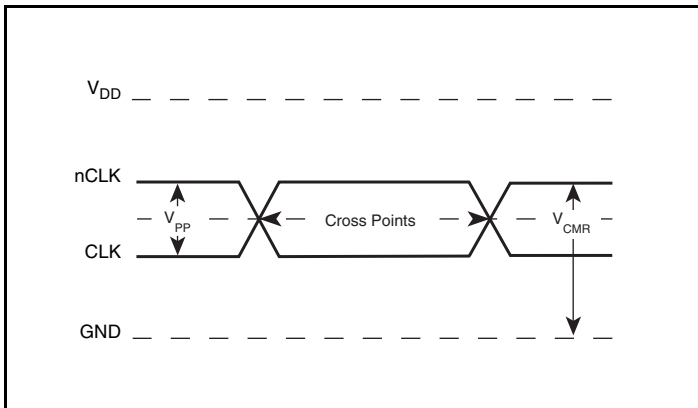 VDD
nCLK
VPP
Cross Points
VCMR
CLK
GND